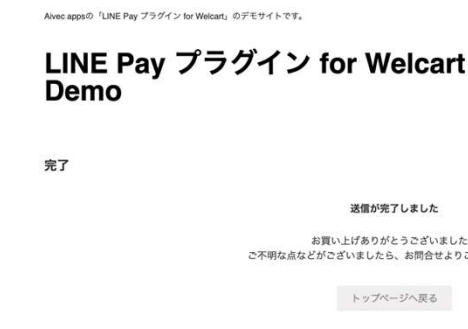 Aivec appsの「LINE Pay プラグイン for Welcart」のデモサイトです。
LINE Pay プラグイン for Welcart
Demo
完了
送信が完了しました
お買い上げありがとうございました
ご不明な点などがございましたら、お問合せより
トップページへ戻る